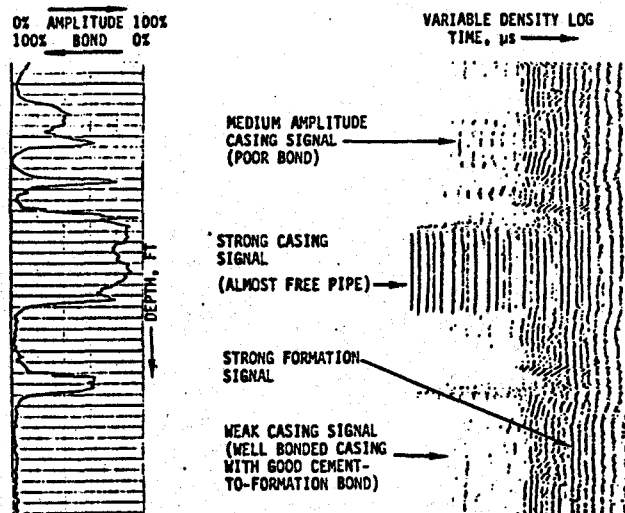 0% AMPLITUDE 100%
100% BOND 0%
DEPTH, FT
VARIABLE DENSITY LOG
TIME, µs
MEDIUM AMPLITUDE
CASING SIGNAL
(POOR BOND)
STRONG CASING
SIGNAL
(ALMOST FREE PIPE)
STRONG FORMATION
SIGNAL
WEAK CASING SIGNAL
(WELL BONDED CASING
WITH GOOD CEMENT-
TO-FORMATION BOND)